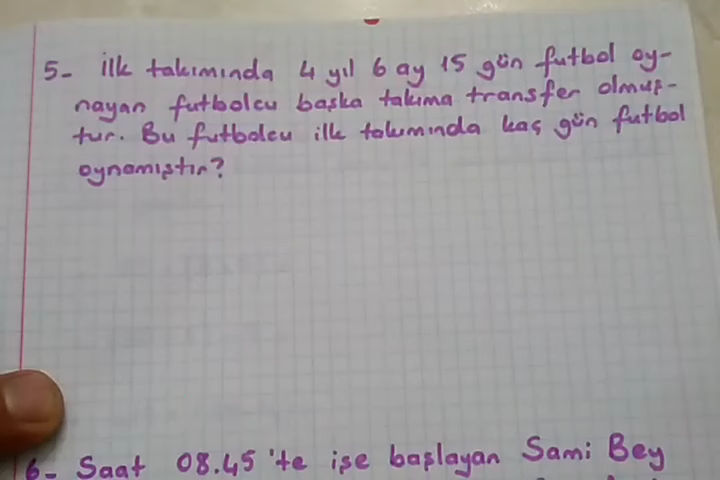 5- İlk takımında 4 yıl 6 ay 15 gün futbol oy-
nayan futbolcu başka takıma transfer olmuş-
tur. Bu futbolcu ilk takımında kaç gün futbol
oynamıştır?
6- Saat 08.45'te işe başlayan Sami Bey